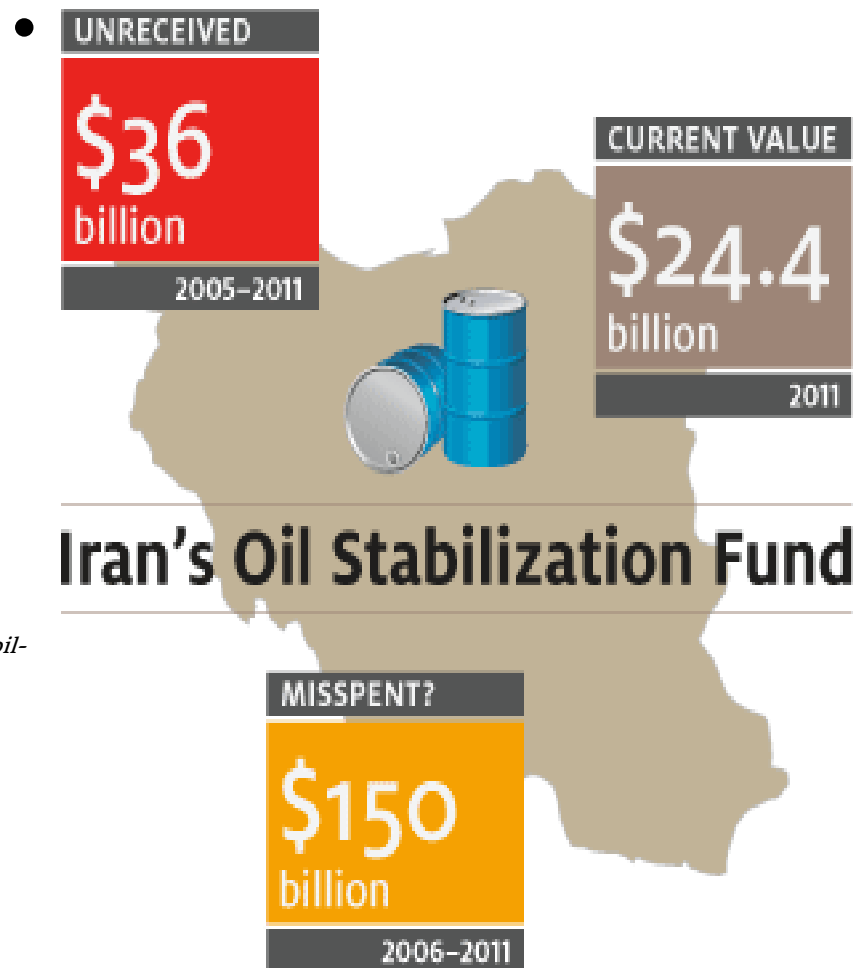 ●
UNRECEIVED
$36
billion
2005–2011
CURRENT VALUE
$24.4
billion
2011
Iran's Oil Stabilization Fund
oil-
MISSPENT?
$150
billion
2006–2011